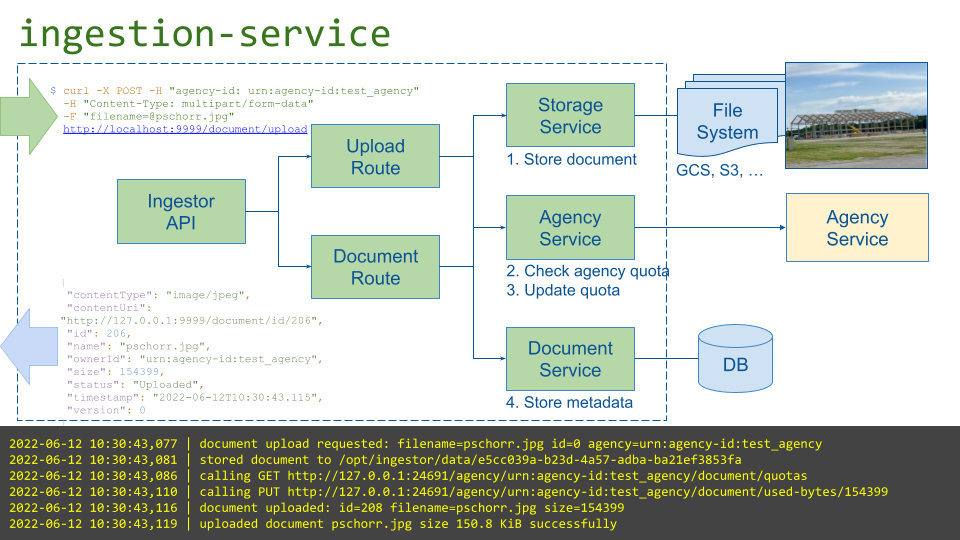 ingestion-service
$ curl -X POST -H "agency-id: urn:agency-id:test_agency"
-H "Content-Type: multipart/form-data"
-F "filename=@pschorr.jpg"
http://localhost:9999/document/upload
Ingestor
API
Upload
Route
Document
Route
Storage
Service
1. Store document
File
System
GCS, S3, …
Agency
Service
2. Check agency quota
3. Update quota
Agency
Service
Document
Service
4. Store metadata
DB
{
"contentType": "image/jpeg",
"contentUri":
"http://127.0.0.1:9999/document/id/206",
"id": 206,
"name": "pschorr.jpg",
"ownerId": "urn:agency-id:test_agency",
"size": 154399,
"status": "Uploaded",
"timestamp": "2022-06-12T10:30:43.115",
"version": 0
2022-06-12 10:30:43,077 | document upload requested: filename=pschorr.jpg id=0 agency=urn:agency-id:test_agency
2022-06-12 10:30:43,081 | stored document to /opt/ingestor/data/e5cc039a-b23d-4a57-adba-ba21ef3853fa
2022-06-12 10:30:43,086 | calling GET http://127.0.0.1:24691/agency/urn:agency-id:test_agency/document/quotas
2022-06-12 10:30:43,110 | calling PUT http://127.0.0.1:24691/agency/urn:agency-id:test_agency/document/used-bytes/154399
2022-06-12 10:30:43,116 | document uploaded: id=208 filename=pschorr.jpg size=154399
2022-06-12 10:30:43,119 | uploaded document pschorr.jpg size 150.8 KiB successfully